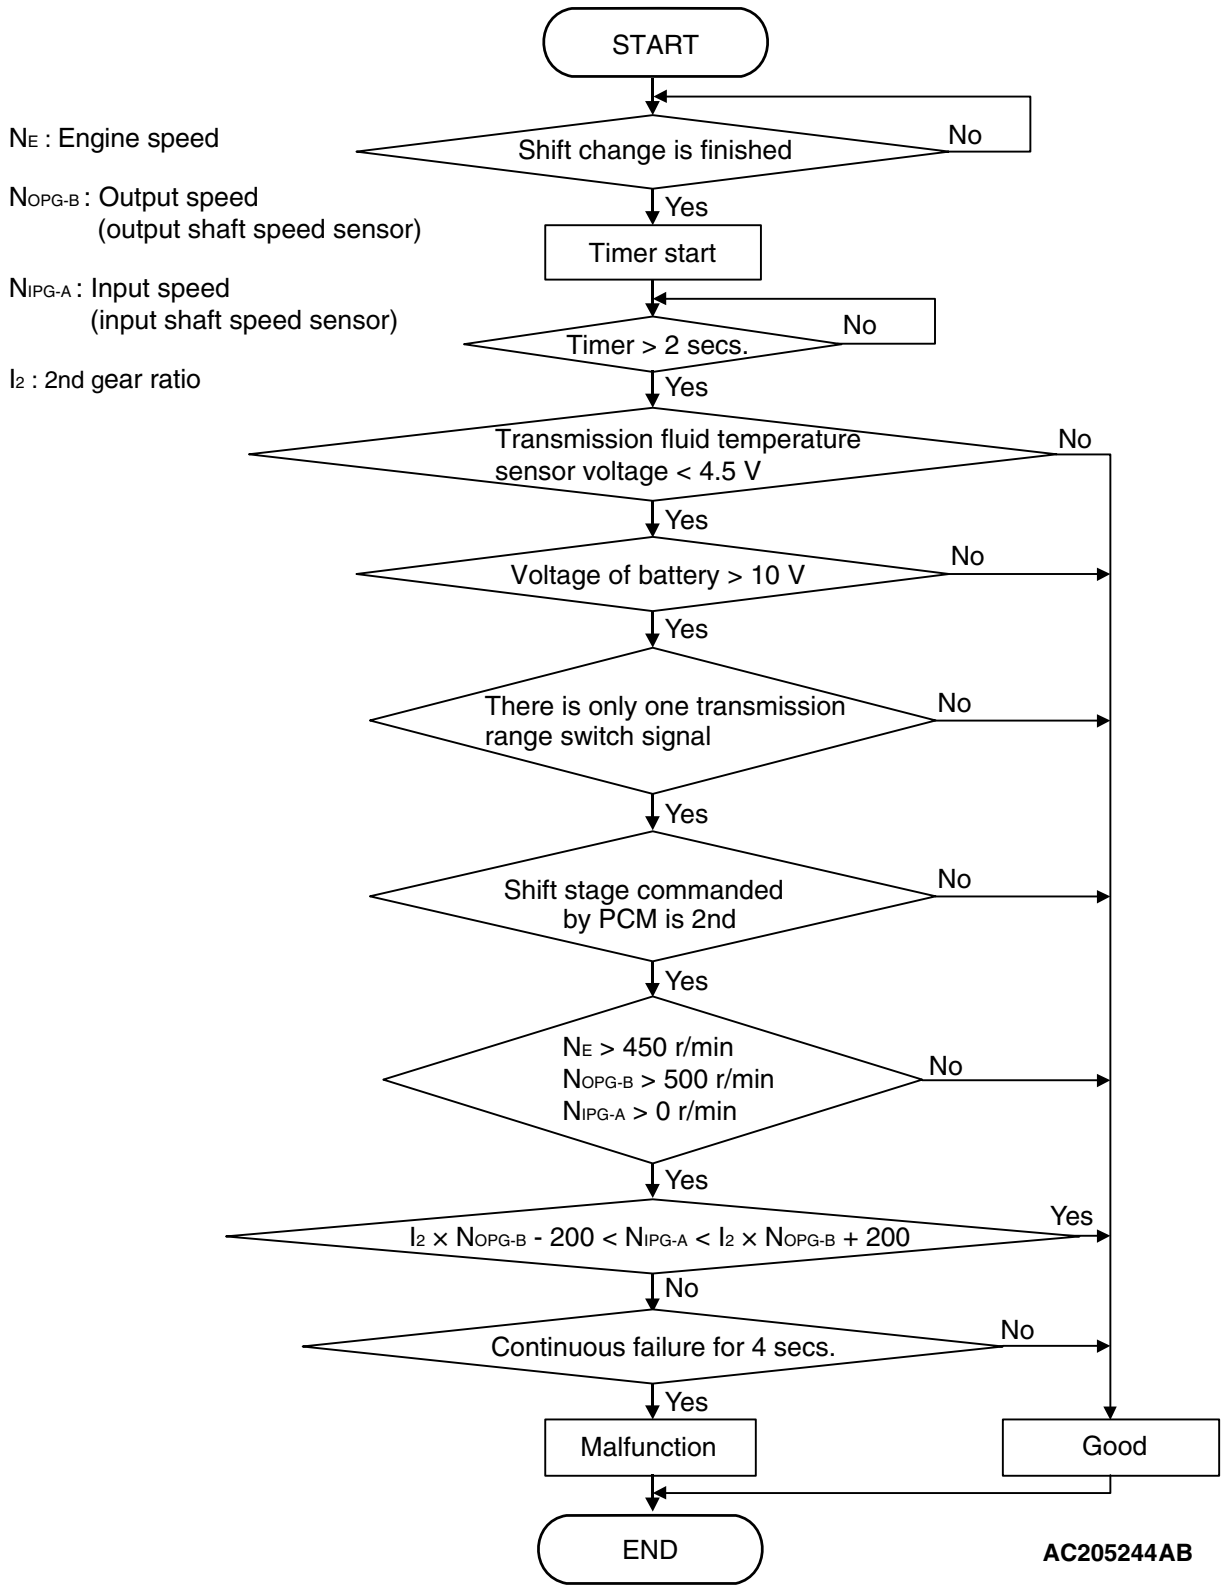 START
No
NE : Engine speed
Shift change is finished
NOPG-B : Output speed
(output shaft speed sensor)
Yes
Timer start
NIPG-A : Input speed
(input shaft speed sensor)
No
Timer > 2 secs.
I2 : 2nd gear ratio
Yes
Transmission fluid temperature
sensor voltage < 4.5 V
No
Yes
No
Voltage of battery > 10 V
Yes
There is only one transmission
range switch signal
No
Yes
No
Shift stage commanded
by PCM is 2nd
Yes
NE > 450 r/min
No
NOPG-B > 500 r/min
NIPG-A > 0 r/min
Yes
Yes
I2 × NOPG-B - 200 < NIPG-A < I2 × NOPG-B + 200
No
No
Continuous failure for 4 secs.
Yes
Malfunction
Good
END
AC205244AB